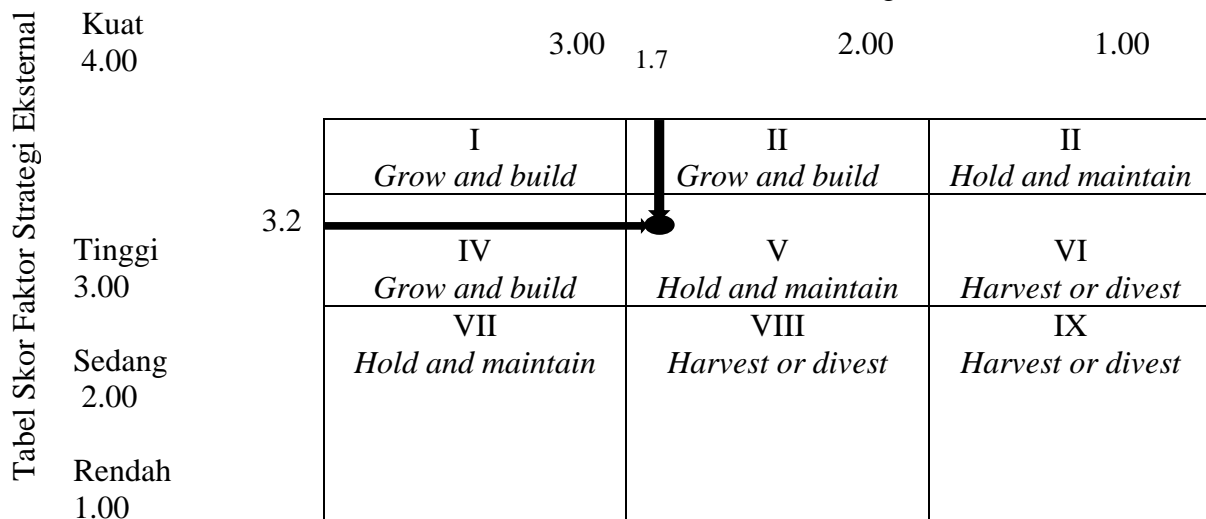 Tabel Skor Faktor Strategi Eksternal
Kuat
4.00
3.00
1.7
2.00
1.00
I
Grow and build
II
Grow and build
II
Hold and maintain
3.2
Tinggi
3.00
IV
Grow and build
V
Hold and maintain
VI
Harvest or divest
Sedang
2.00
VII
Hold and maintain
VIII
Harvest or divest
IX
Harvest or divest
Rendah
1.00